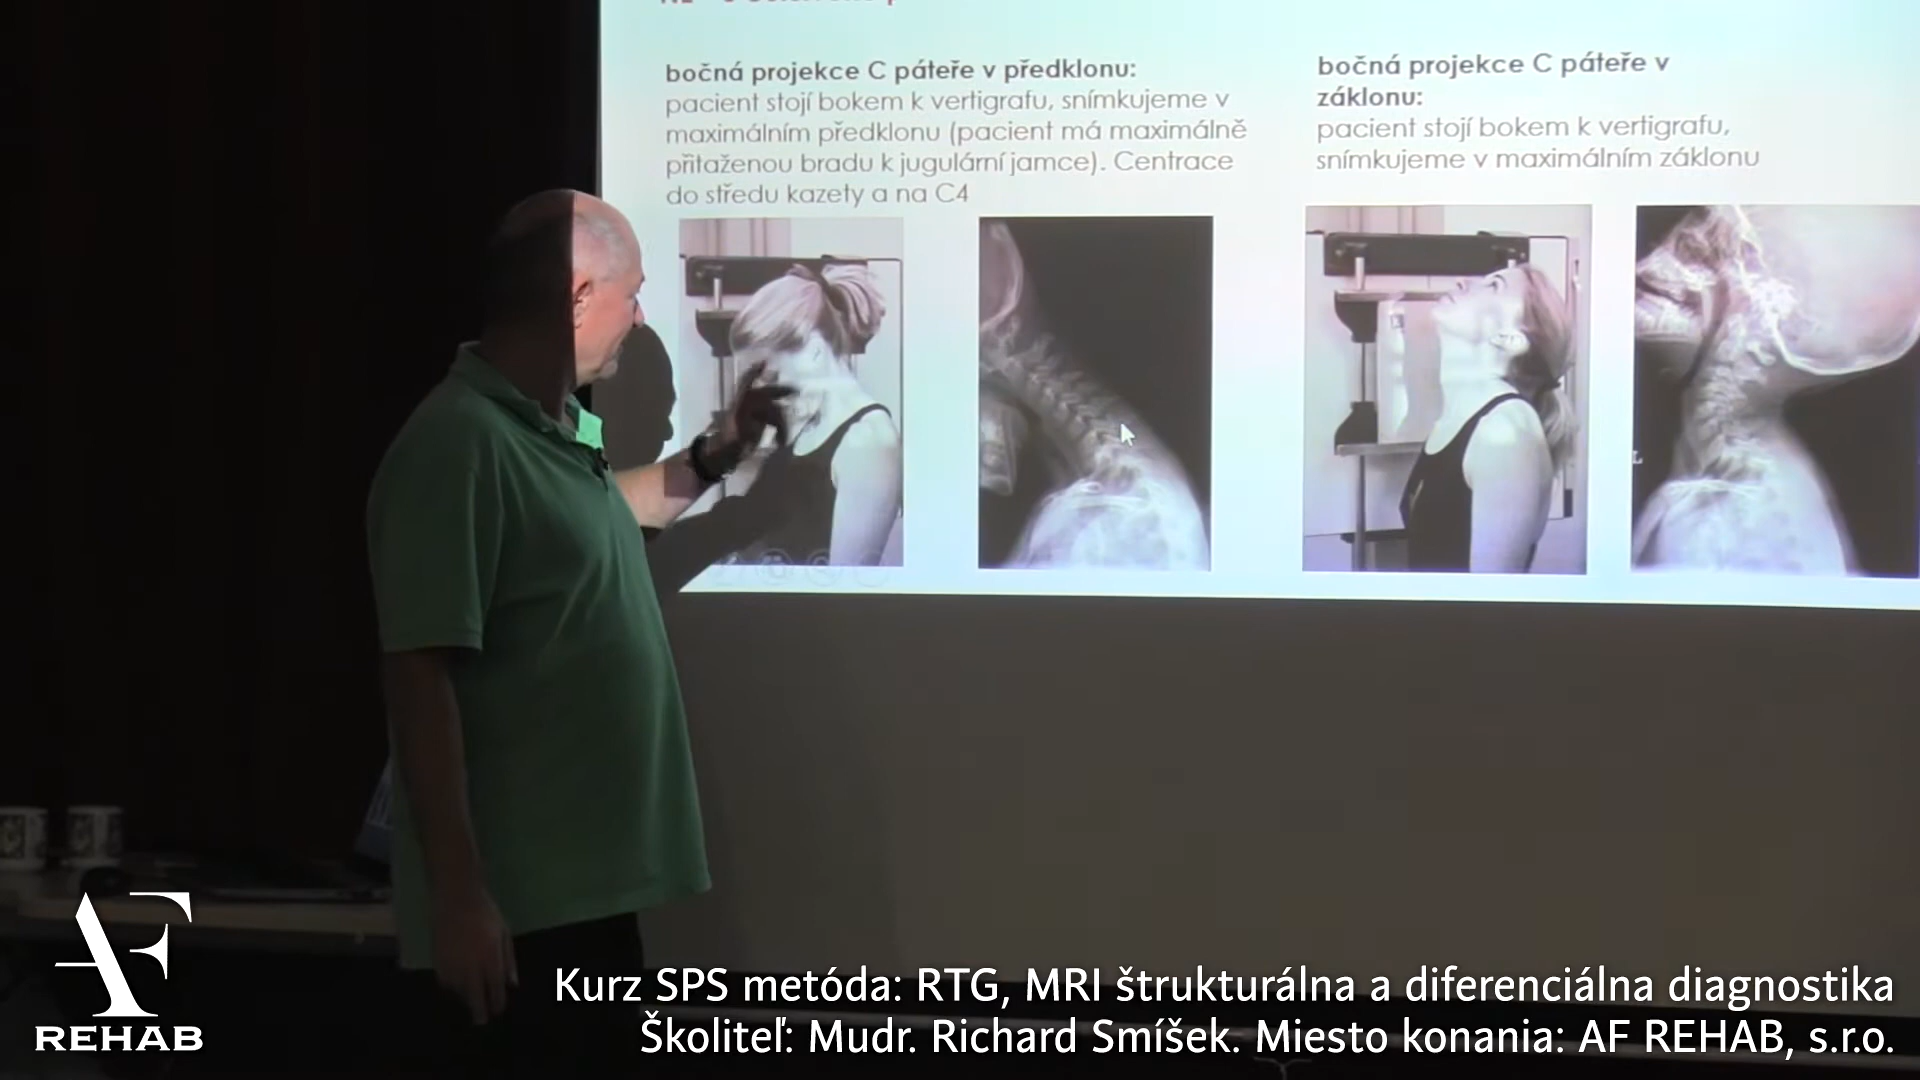 bočná projekce C páteře v předklonu:
pacient stojí bokem k vertigrafu, snímkujeme v
maximálním předklonu (pacient má maximálně
přitaženou bradu k jugulární jamce). Centrace
do středu kazety a na C4
bočná projekce C páteře v
záklonu:
pacient stojí bokem k vertigrafu,
snímkujeme v maximálním záklonu
L
AF
REHAB
Kurz SPS metóda: RTG, MRI štrukturálna a diferenciálna diagnostika
Školiteľ: Mudr. Richard Smíšek. Miesto konania: AF REHAB, s.r.o.